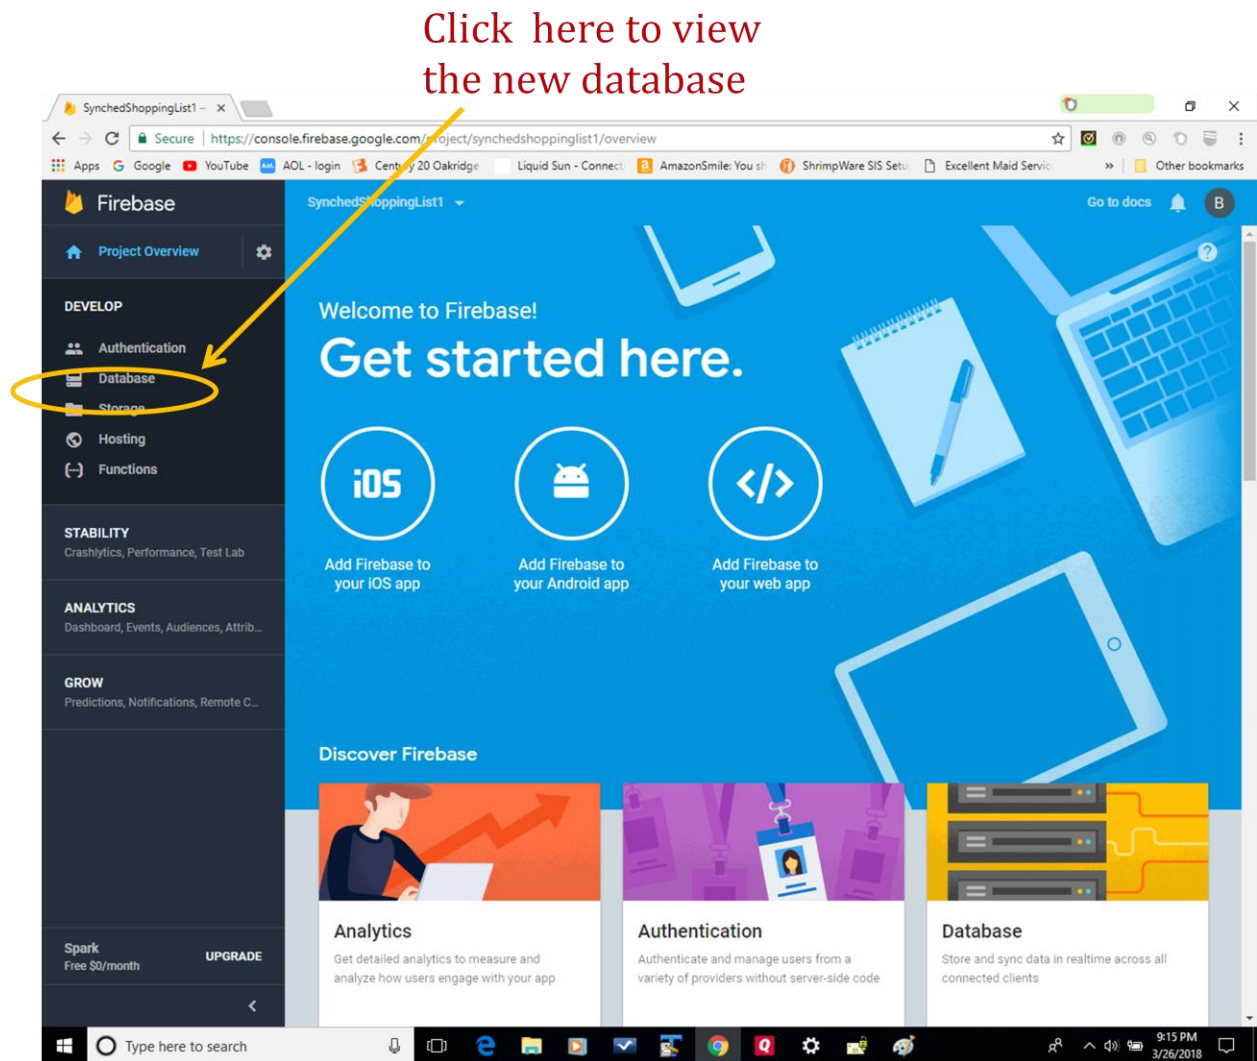 Click here to view
the new database
SynchedShoppingList1 –
Secure | https://console.firebase.google.com/project/synchedshoppinglist1/overview
Apps Google YouTube AOL - login Century 20 Oakridge Liquid Sun - Connecti AmazonSmile: You sh ShrimpWare SIS Setu Excellent Maid Servic » Other bookmarks
Firebase
SynchedShoppingList1
Go to docs
B
Project Overview
?
DEVELOP
Authentication
Database
Storage
Hosting
Functions
STABILITY
Crashlytics, Performance, Test Lab
ANALYTICS
Dashboard, Events, Audiences, Attrib...
GROW
Predictions, Notifications, Remote C...
Spark
Free $0/month
UPGRADE
Welcome to Firebase!
Get started here.
iOS
</>
Add Firebase to
your iOS app
Add Firebase to
your Android app
Add Firebase to
your web app
Discover Firebase
Analytics
Get detailed analytics to measure and
analyze how users engage with your app
Authentication
Authenticate and manage users from a
variety of providers without server-side code
Database
Store and sync data in realtime across all
connected clients
Type here to search
9:15 PM
3/26/2018